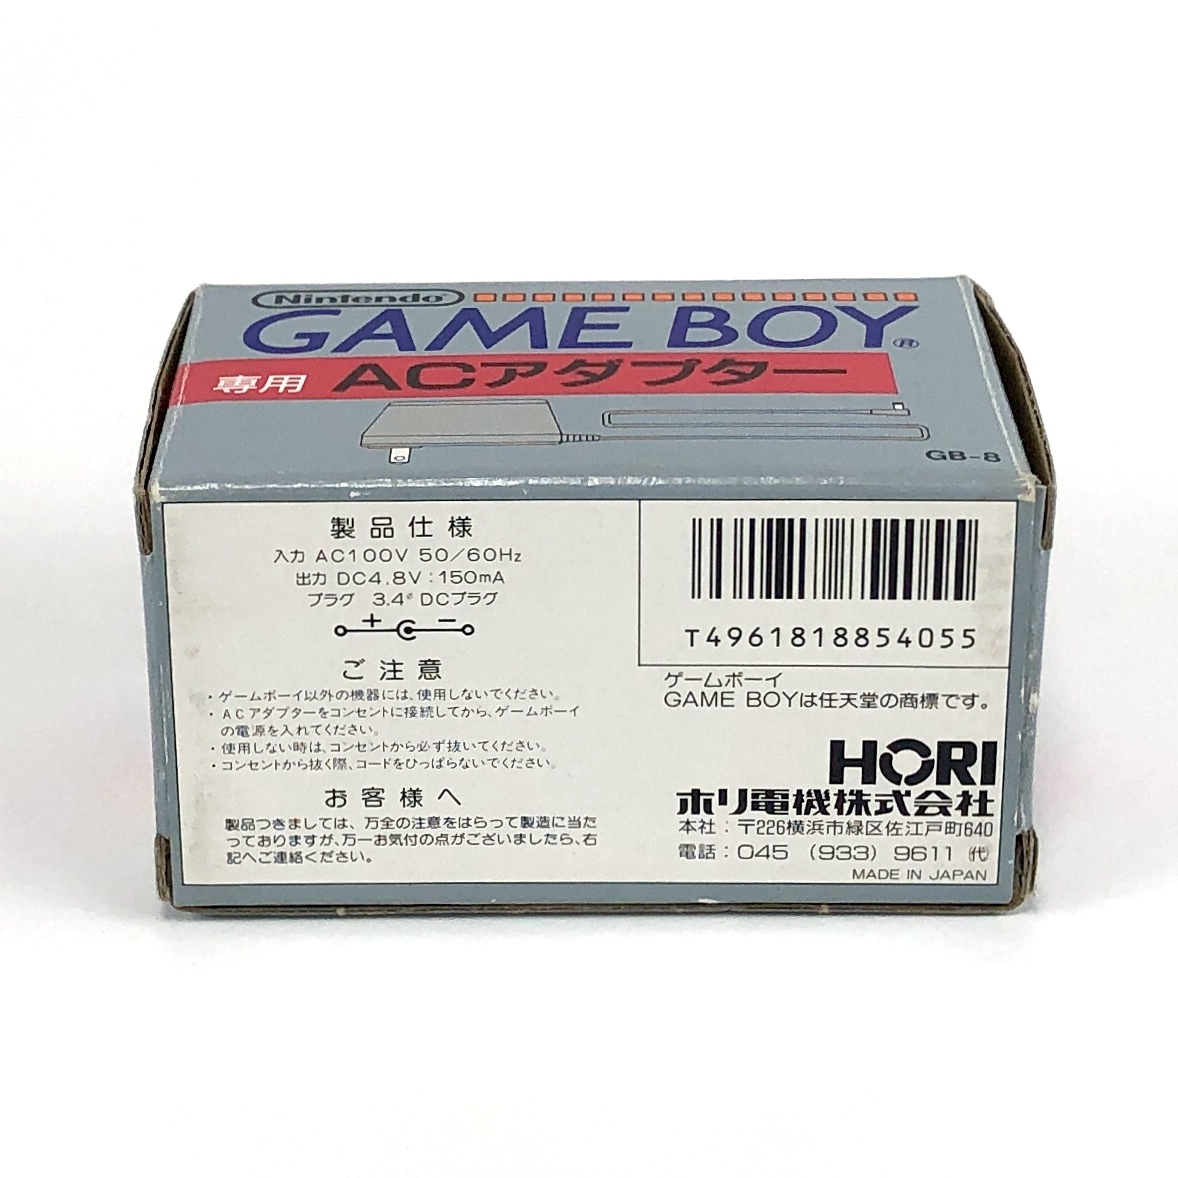 Nintendo®
GAME BOY®
専用 ACアダプター
GB-8
製品仕様
入力 AC100V 50/60Hz
出力 DC4.8V:150mA
プラグ 3.4φ DCプラグ
+ −
ご注意
・ゲームボーイ以外の機器には、使用しないでください。
・ACアダプターをコンセントに接続してから、ゲームボーイ
の電源を入れてください。
・使用しない時は、コンセントから必ず抜いてください。
・コンセントから抜く際、コードをひっぱらないでください。
お客様へ
製品つきましては、万全の注意をはらって製造に当た
っておりますが、万一お気付の点がございましたら、右
記へご連絡ください。
T4961818854055
ゲームボーイ
GAME BOYは任天堂の商標です。
HORI
ホリ電機株式会社
本社:〒226横浜市緑区佐江戸町640
電話:045 (933) 9611 (代)
MADE IN JAPAN